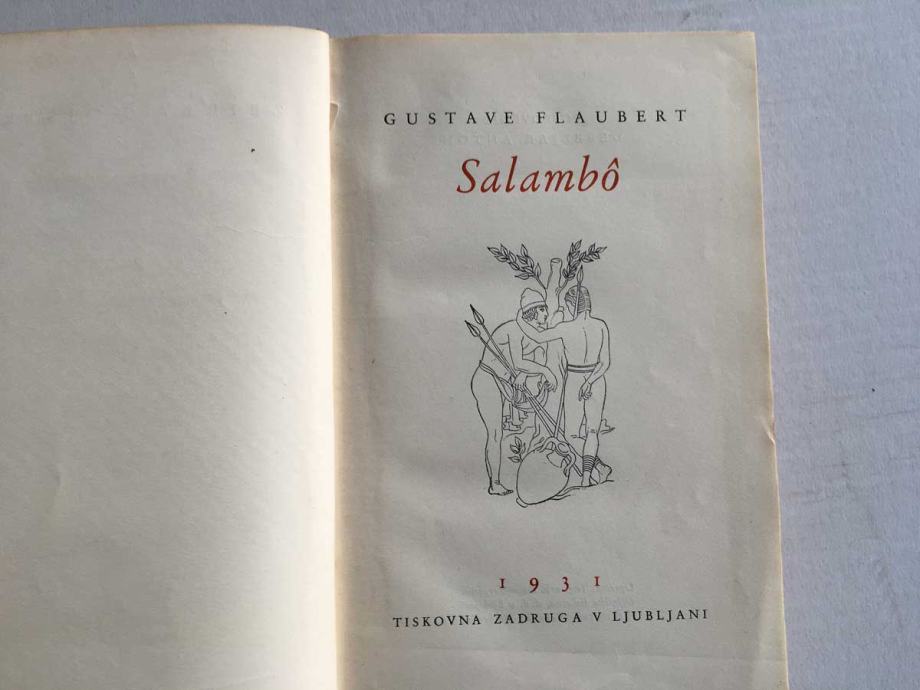 GUSTAVE FLAUBERT
Salambô
1931
TISKOVNA ZADRUGA V LJUBLJANI